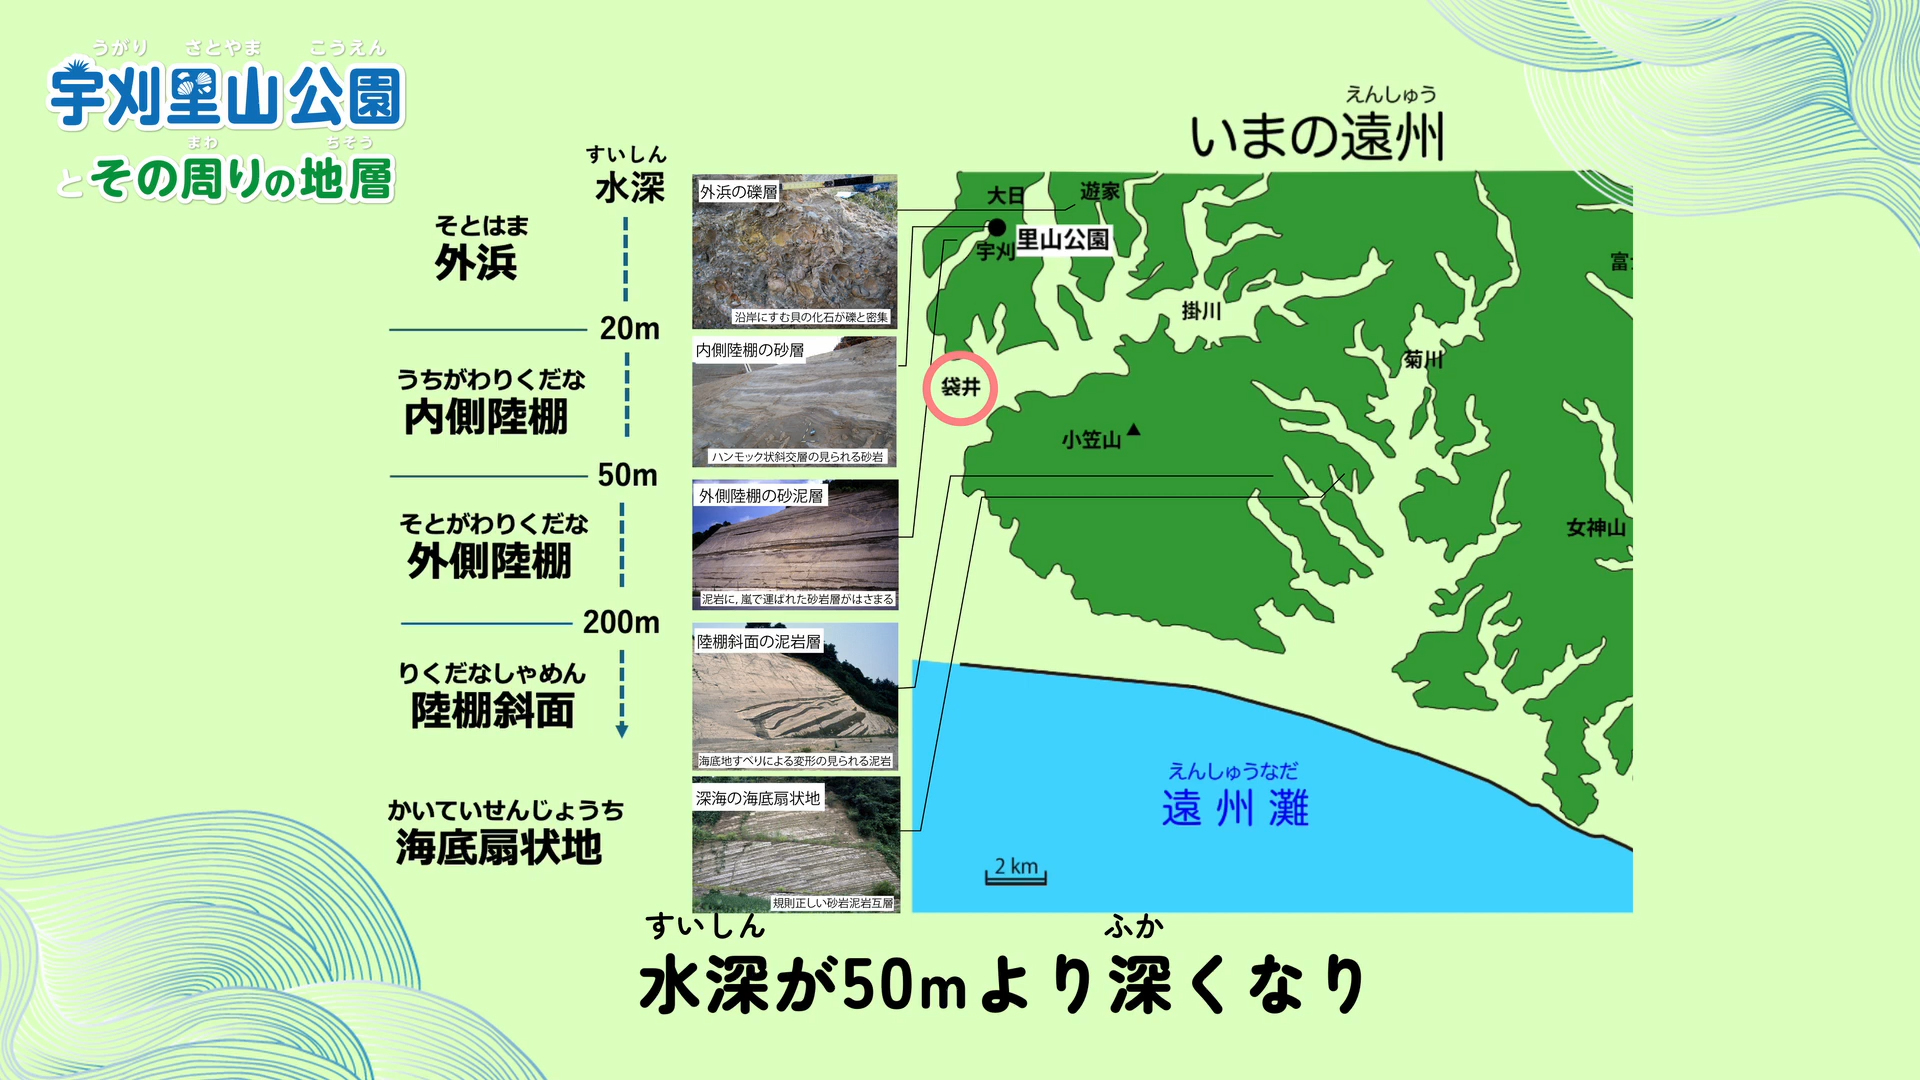 うがり さとやま こうえん
宇刈里山公園
まわ ちそう
とその周りの地層
えんしゅう
いまの遠州
すいしん
水深
そとはま
外浜
20m
うちがわりくだな
内側陸棚
50m
そとがわりくだな
外側陸棚
200m
りくだなしゃめん
陸棚斜面
かいていせんじょうち
海底扇状地
外浜の礫層
沿岸にすむ貝の化石が礫と密集
内側陸棚の砂層
ハンモック状斜交層の見られる砂岩
外側陸棚の砂泥層
泥岩に，嵐で運ばれた砂岩層がはさまる
陸棚斜面の泥岩層
海底地すべりによる変形の見られる泥岩
深海の海底扇状地
規則正しい砂岩泥岩互層
大日
遊家
里山公園
宇刈
掛川
菊川
袋井
小笠山
女神山
えんしゅうなだ
遠州灘
2 km
すいしん ふか
水深が50mより深くなり